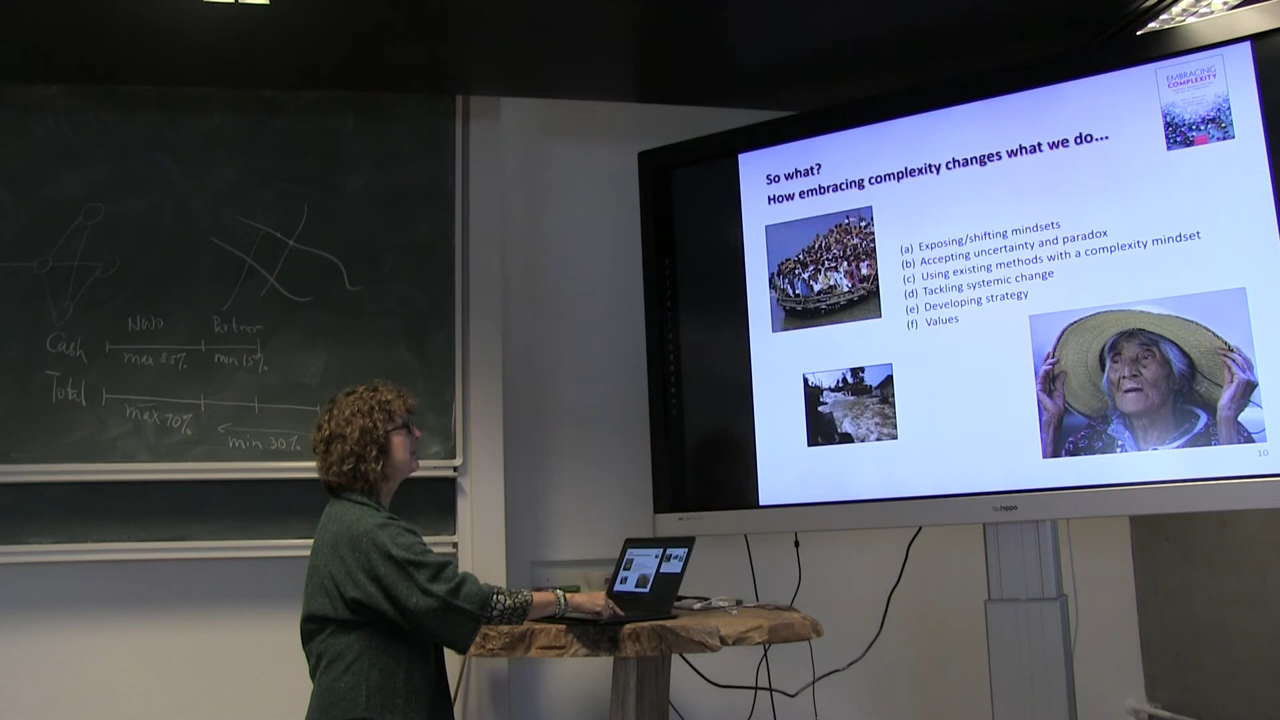 NWO Partner
Cash
max 85% min 15%
Total
max 70%
min 30%
EMBRACING
COMPLEXITY
So what?
How embracing complexity changes what we do...
(a) Exposing/shifting mindsets
(b) Accepting uncertainty and paradox
(c) Using existing methods with a complexity mindset
(d) Tackling systemic change
(e) Developing strategy
(f) Values
10